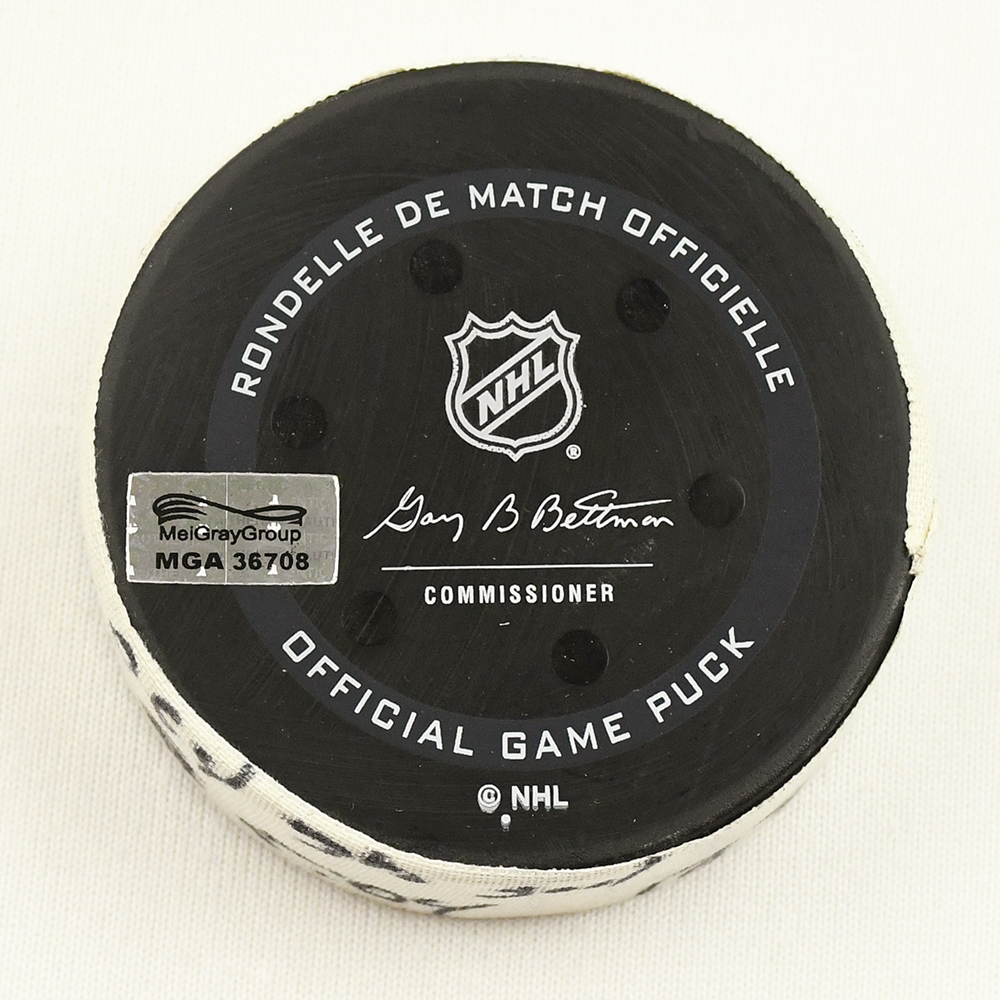 RONDELLE DE MATCH OFFICIELLE
NHL
®
Gary B Bettman
COMMISSIONER
MeiGrayGroup
MGA 36708
OFFICIAL GAME PUCK
© NHL